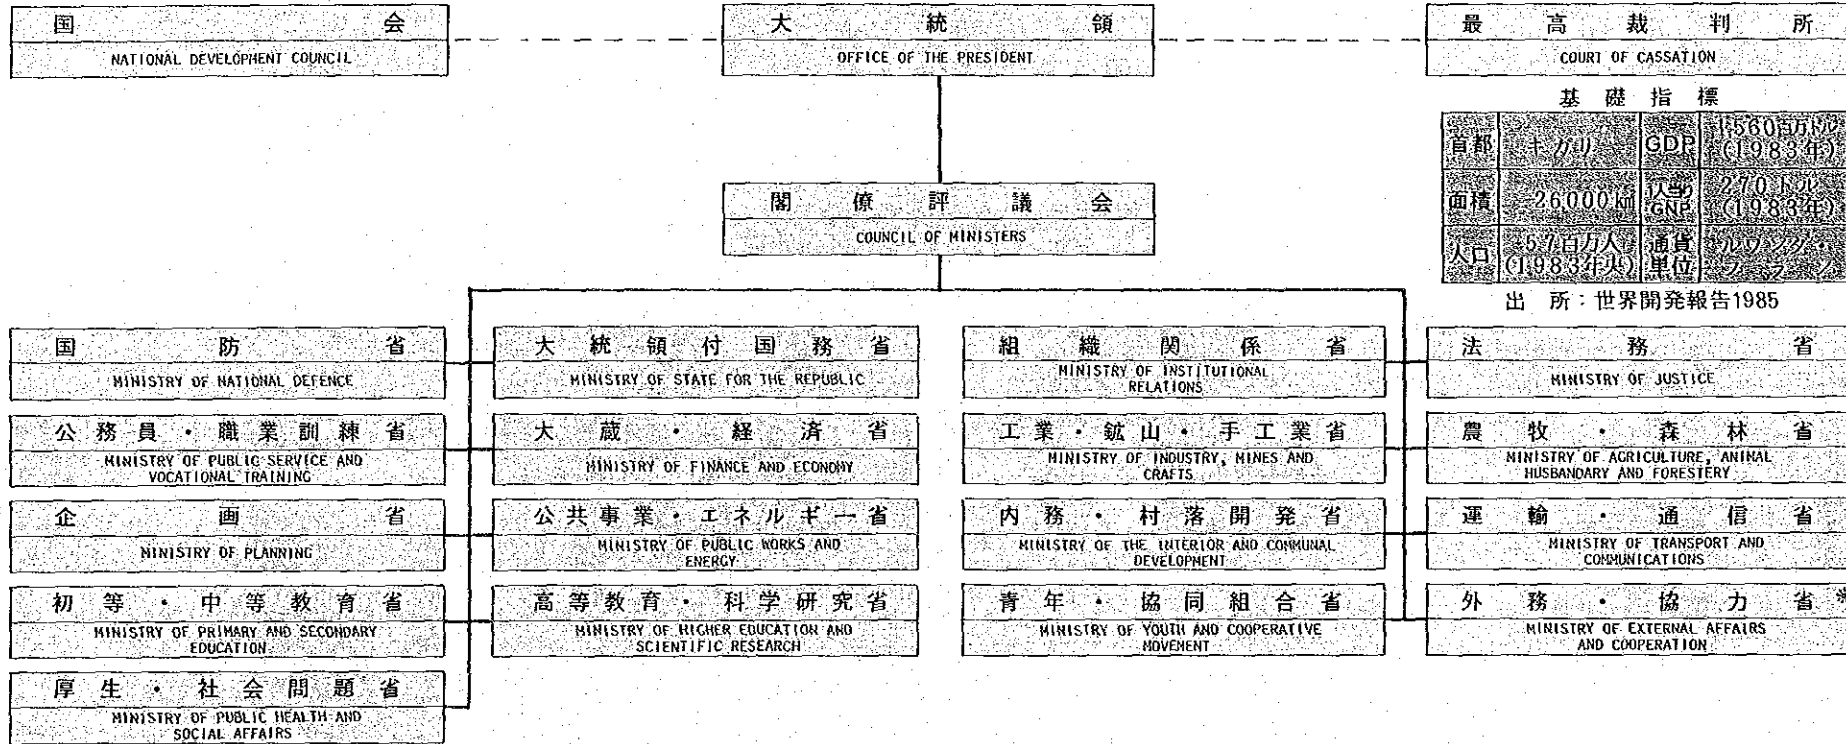 国会
NATIONAL DEVELOPMENT COUNCIL
大統領
OFFICE OF THE PRESIDENT
最高裁判所
COURT OF CASSATION
基礎指標
首都 キガリ GDP 1,560百万ドル (1983年)
面積 26,000㎢ 1人当り GNP 270ドル (1983年)
人口 5.7百万人 (1983年央) 通貨単位 ルワンダ・フラン
出所：世界開発報告1985
閣僚評議会
COUNCIL OF MINISTERS
国防省
MINISTRY OF NATIONAL DEFENCE
大統領付国務省
MINISTRY OF STATE FOR THE REPUBLIC
組織関係省
MINISTRY OF INSTITUTIONAL
RELATIONS
法務省
MINISTRY OF JUSTICE
公務員・職業訓練省
MINISTRY OF PUBLIC SERVICE AND
VOCATIONAL TRAINING
大蔵・経済省
MINISTRY OF FINANCE AND ECONOMY
工業・鉱山・手工業省
MINISTRY OF INDUSTRY, MINES AND
CRAFTS
農牧・森林省
MINISTRY OF AGRICULTURE, ANIMAL
HUSBANDARY AND FORESTERY
企画省
MINISTRY OF PLANNING
公共事業・エネルギー省
MINISTRY OF PUBLIC WORKS AND
ENERGY
内務・村落開発省
MINISTRY OF THE INTERIOR AND COMMUNAL
DEVELOPMENT
運輸・通信省
MINISTRY OF TRANSPORT AND
COMMUNICATIONS
初等・中等教育省
MINISTRY OF PRIMARY AND SECONDARY
EDUCATION
高等教育・科学研究省
MINISTRY OF HIGHER EDUCATION AND
SCIENTIFIC RESEARCH
青年・協同組合省
MINISTRY OF YOUTH AND COOPERATIVE
MOVEMENT
外務・協力省
MINISTRY OF EXTERNAL AFFAIRS
AND COOPERATION
厚生・社会問題省
MINISTRY OF PUBLIC HEALTH AND
SOCIAL AFFAIRS